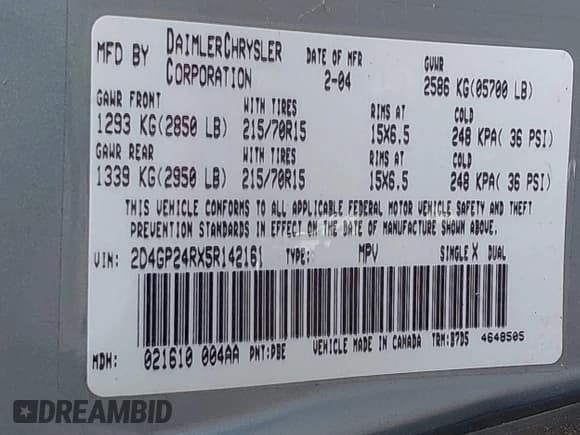 MFD BY DAIMLERCHRYSLER CORPORATION DATE OF MFR 2-04 GVWR 2586 KG(05700 LB)
GAWR FRONT WITH TIRES RIMS AT COLD
1293 KG(2850 LB) 215/70R15 15X6.5 248 KPA( 36 PSI)
GAWR REAR WITH TIRES RIMS AT COLD
1339 KG(2950 LB) 215/70R15 15X6.5 248 KPA( 36 PSI)
THIS VEHICLE CONFORMS TO ALL APPLICABLE FEDERAL MOTOR VEHICLE SAFETY AND THEFT
PREVENTION STANDARDS IN EFFECT ON THE DATE OF MANUFACTURE SHOWN ABOVE.
VIN: 2D4GP24RX5R142161 TYPE: MPV SINGLE X DUAL
MDH: 021610 004AA PNT:PBE VEHICLE MADE IN CANADA TRM:B7D5 4648505
DREAMBID